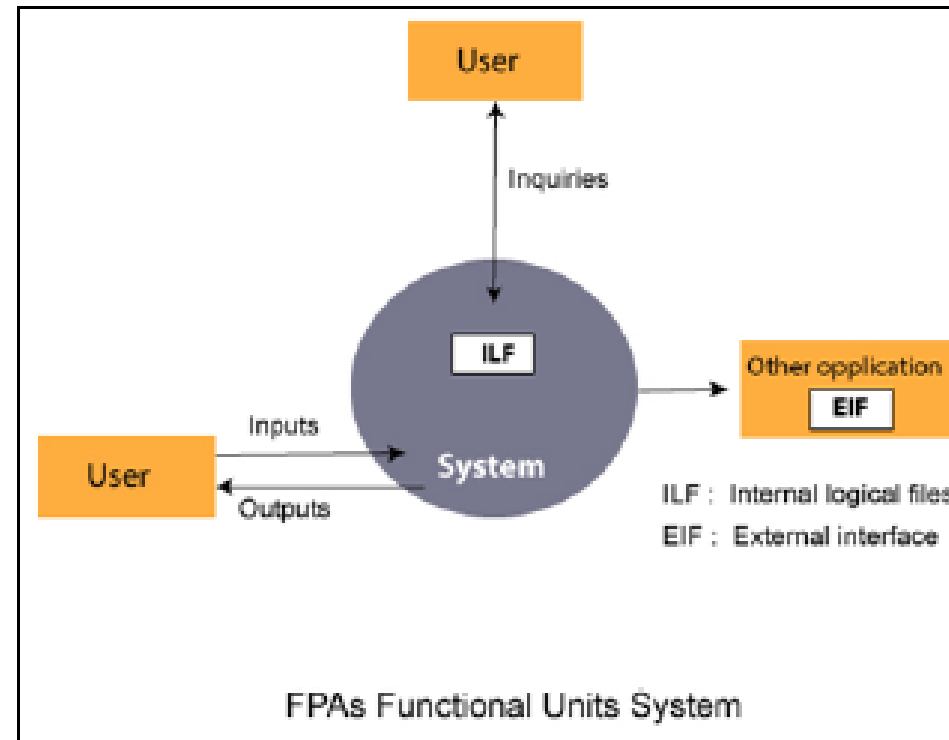 User
Inquiries
ILF
Other opplication
EIF
Inputs
User
System
Outputs
ILF : Internal logical files
EIF : External interface
FPAs Functional Units System